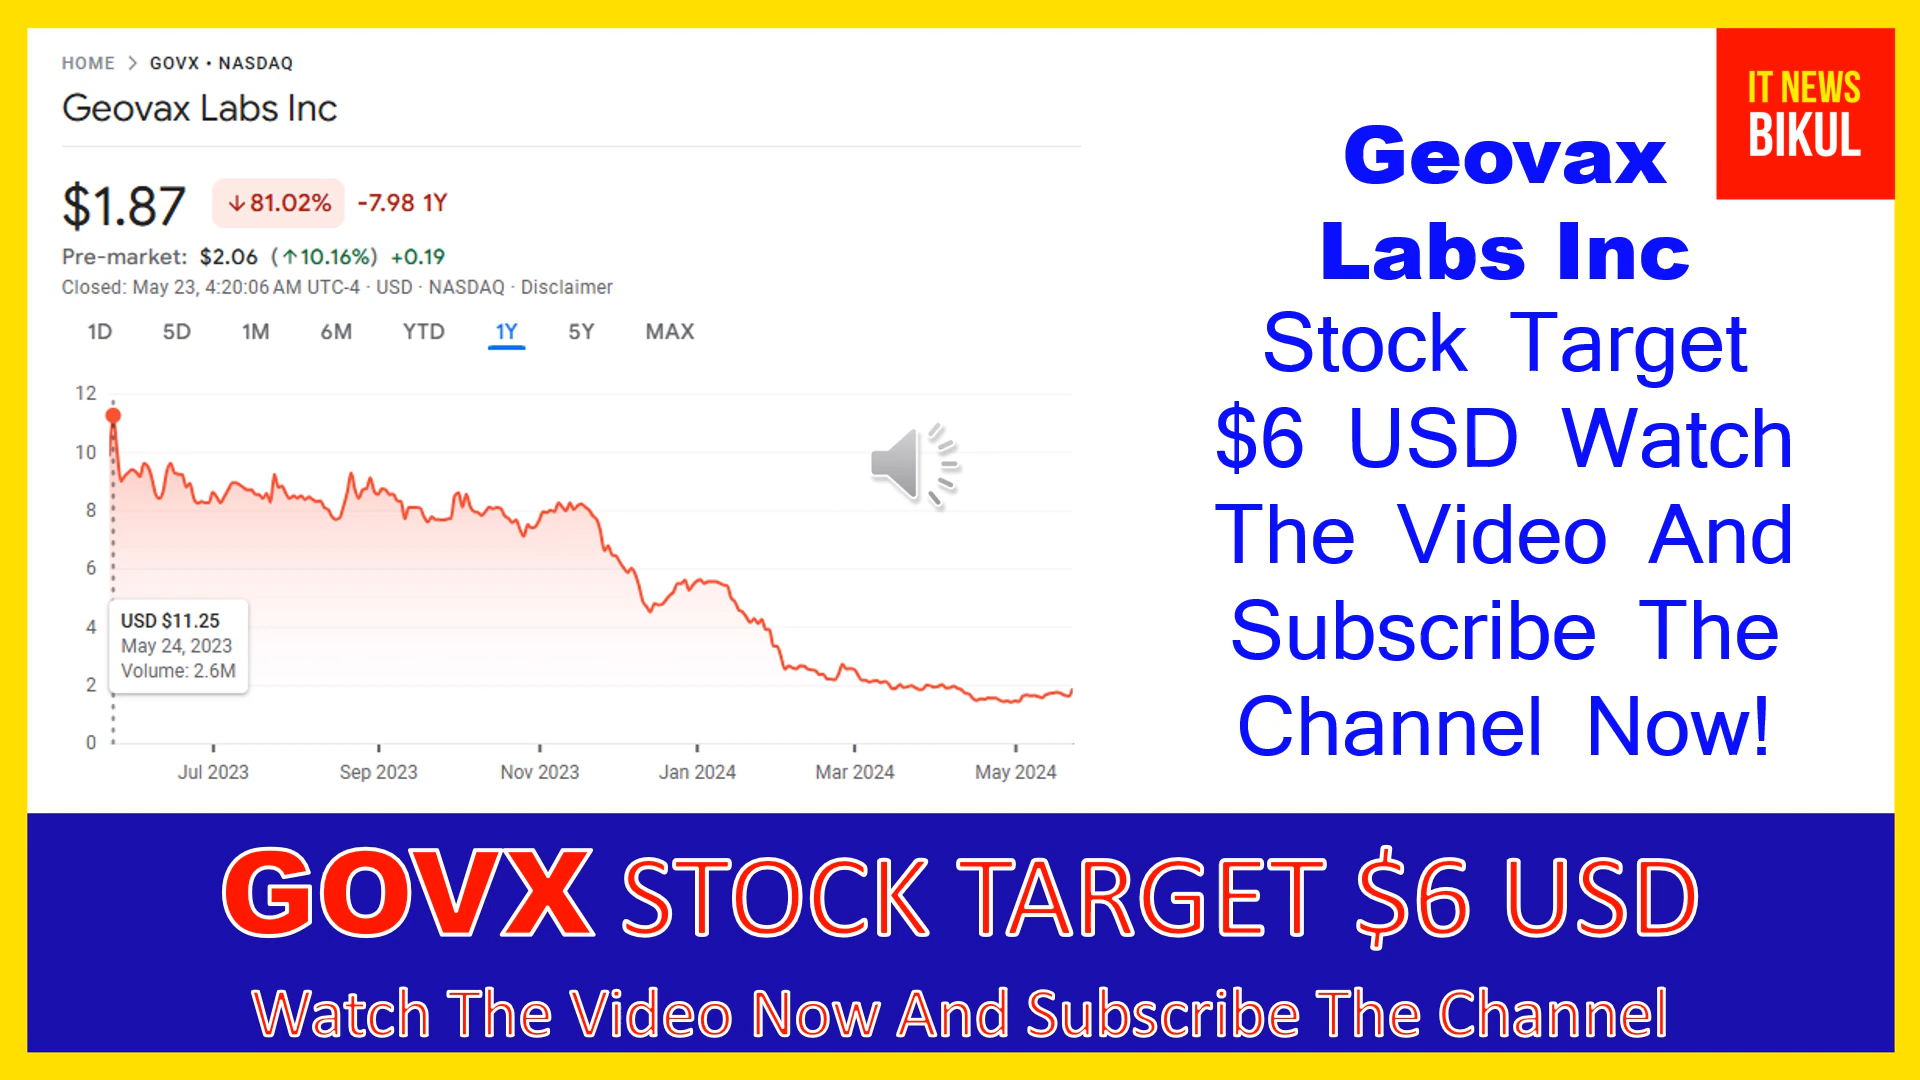 HOME > GOVX • NASDAQ
Geovax Labs Inc
$1.87 ↓81.02% -7.98 1Y
Pre-market: $2.06 (↑10.16%) +0.19
Closed: May 23, 4:20:06 AM UTC-4 · USD · NASDAQ · Disclaimer
1D 5D 1M 6M YTD 1Y 5Y MAX
12
10
8
6
4
2
0
USD $11.25
May 24, 2023
Volume: 2.6M
Jul 2023 Sep 2023 Nov 2023 Jan 2024 Mar 2024 May 2024
IT NEWS
BIKUL
Geovax
Labs Inc
Stock Target
$6 USD Watch
The Video And
Subscribe The
Channel Now!
GOVX STOCK TARGET $6 USD
Watch The Video Now And Subscribe The Channel